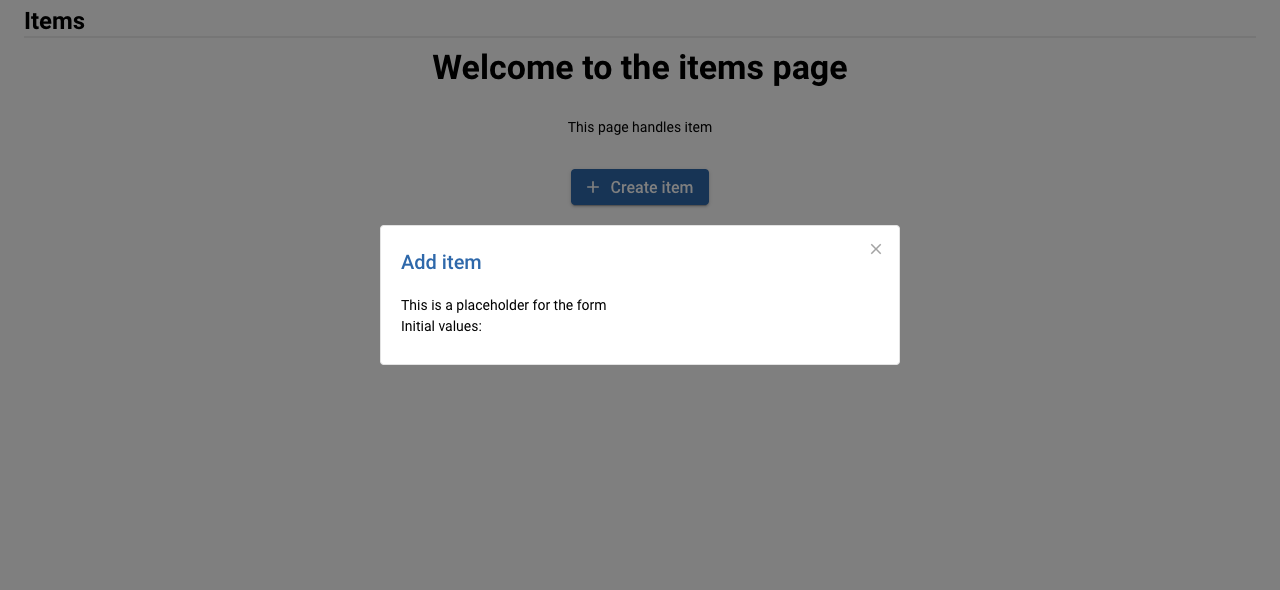 Items
Welcome to the items page
This page handles item
Create item
Add item
This is a placeholder for the form
Initial values: